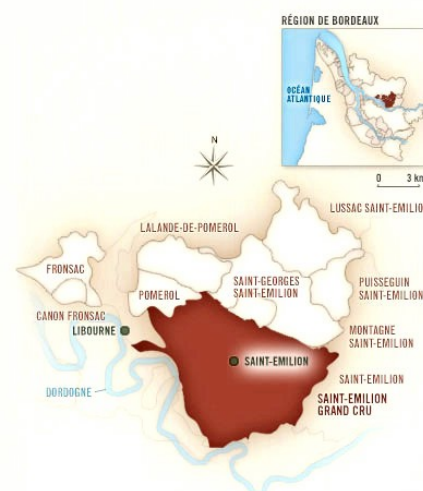 RÉGION DE BORDEAUX
OCÉAN
ATLANTIQUE
0 3 km
N
LUSSAC SAINT-EMILIO
LALANDE-DE-POMEROL
FRONSAC
SAINT-GEORGES
SAINT-EMILION
PUISSEGUIN
SAINT-EMILION
POMEROL
CANON FRONSAC
LIBOURNE
MONTAGNE
SAINT-EMILION
SAINT-EMILION
SAINT-EMILION
DORDOGNE
SAINT-EMILION
GRAND CRU